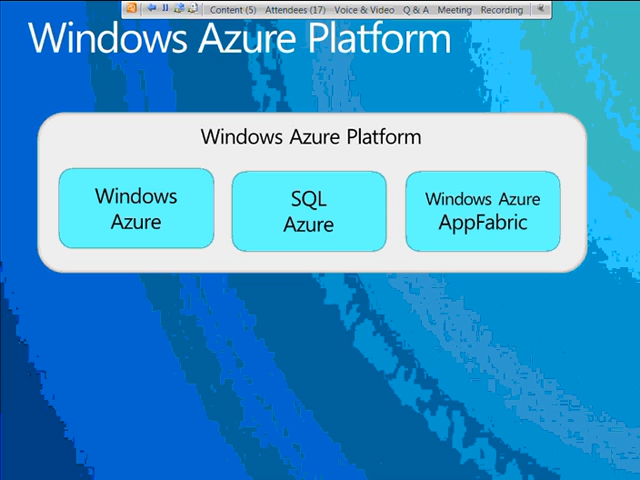 Content (5) Attendees (17) Voice & Video Q & A Meeting Recording
Windows Azure Platform
Windows Azure Platform
Windows
Azure
SQL
Azure
Windows Azure
AppFabric